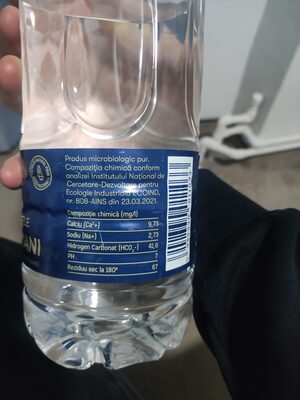 Produs microbiologic pur.
Compoziția chimică conform
analizei Institutului Național de
Cercetare-Dezvoltare pentru
Ecologie Industrială ECOIND,
nr. 808-AINS din 23.03.2021.
Compoziție chimică (mg/l)
Calciu (Ca²+) 9,79
Sodiu (Na+) 2,73
Hidrogen Carbonat (HCO₃-) 41,6
PH 7
Reziduu sec la 180° 67